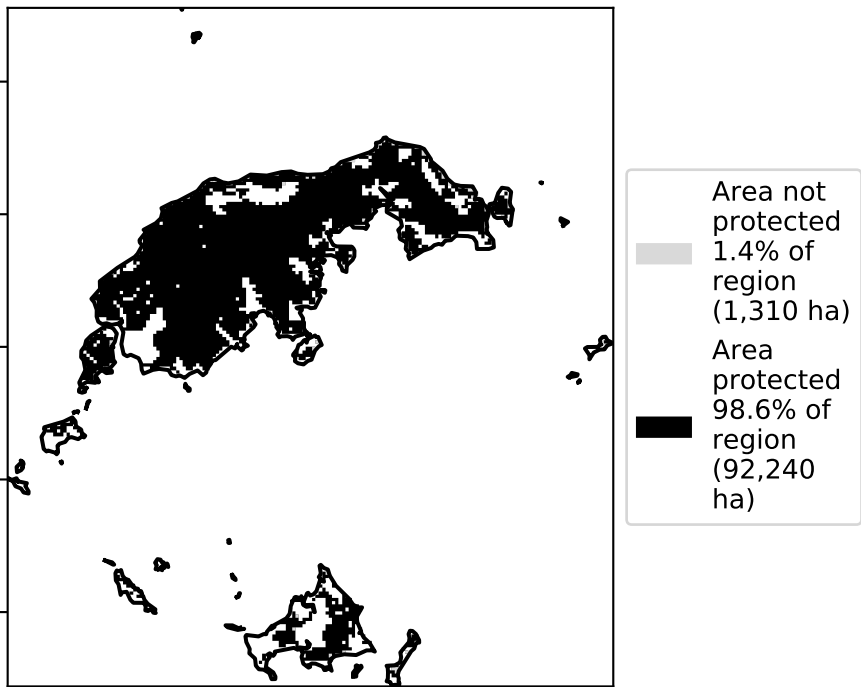 Area not
protected
1.4% of
region
(1,310 ha)
Area
protected
98.6% of
region
(92,240
ha)